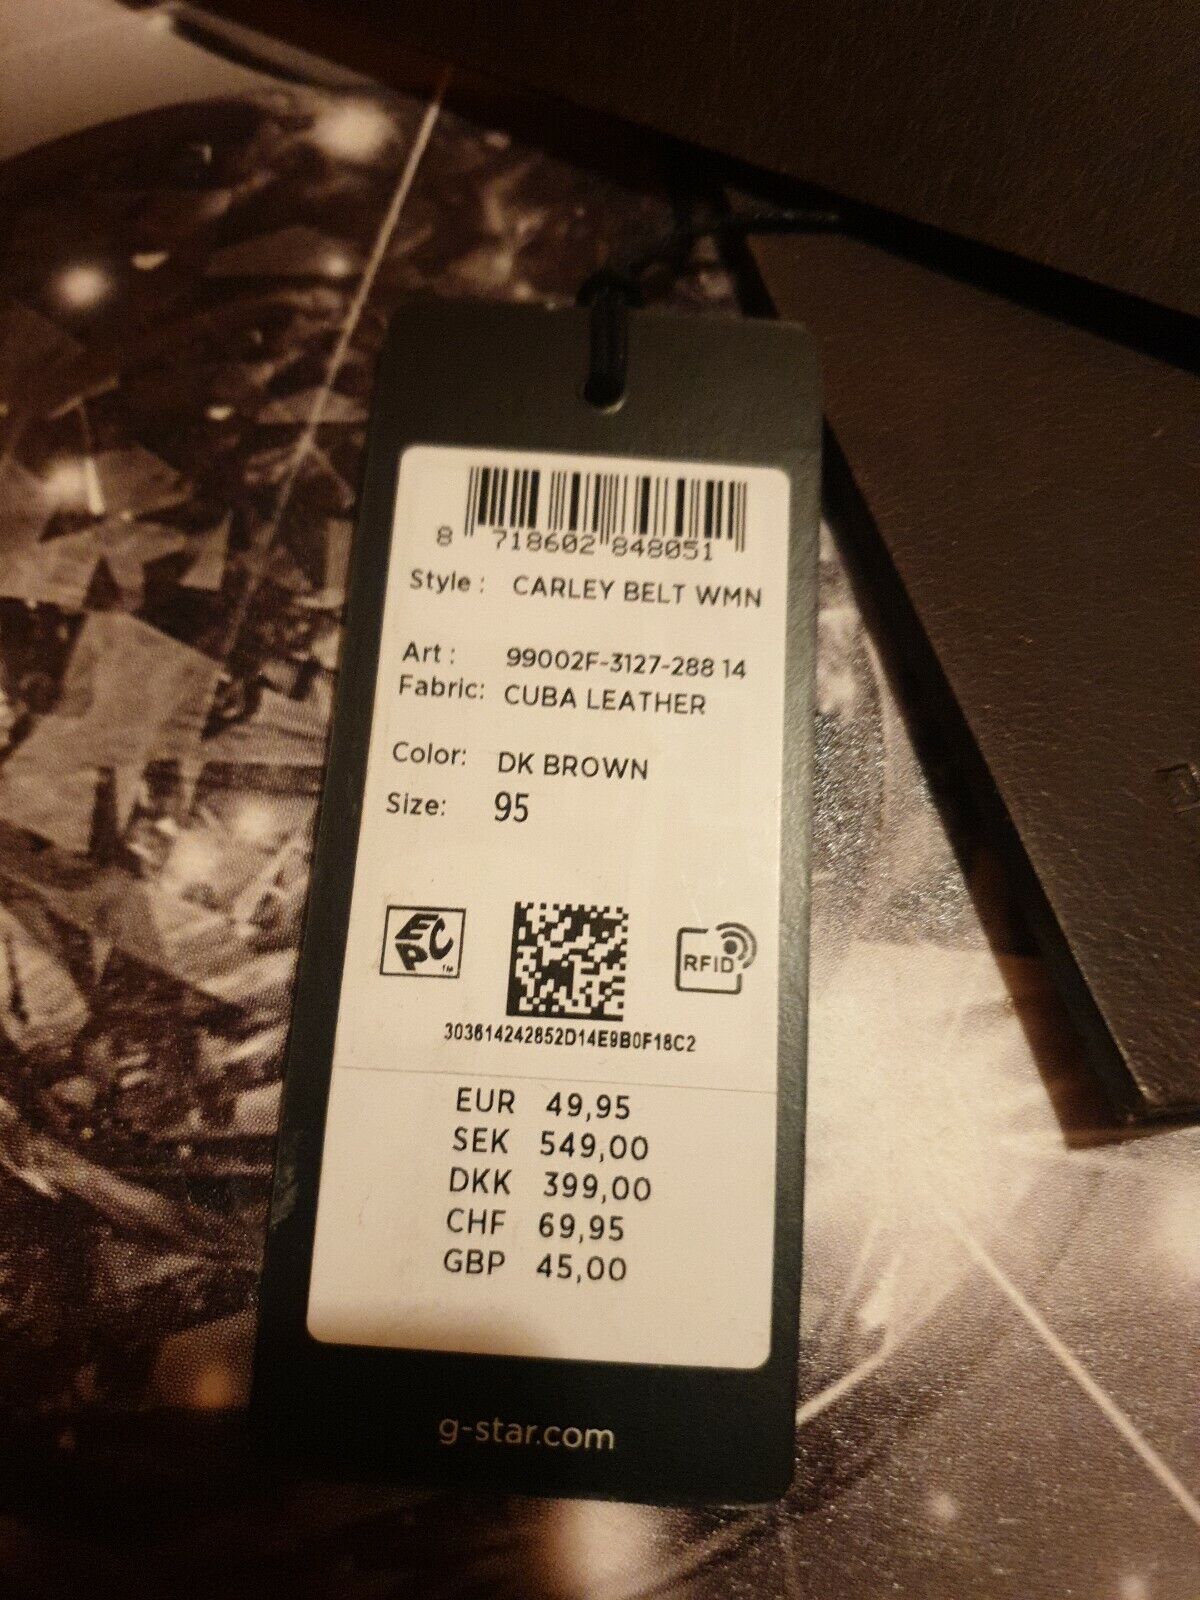 8 718602 848051
Style : CARLEY BELT WMN
Art : 99002F-3127-288 14
Fabric: CUBA LEATHER
Color: DK BROWN
Size: 95
EPC™
RFID
303614242852D14E9B0F18C2
EUR 49,95
SEK 549,00
DKK 399,00
CHF 69,95
GBP 45,00
g-star.com